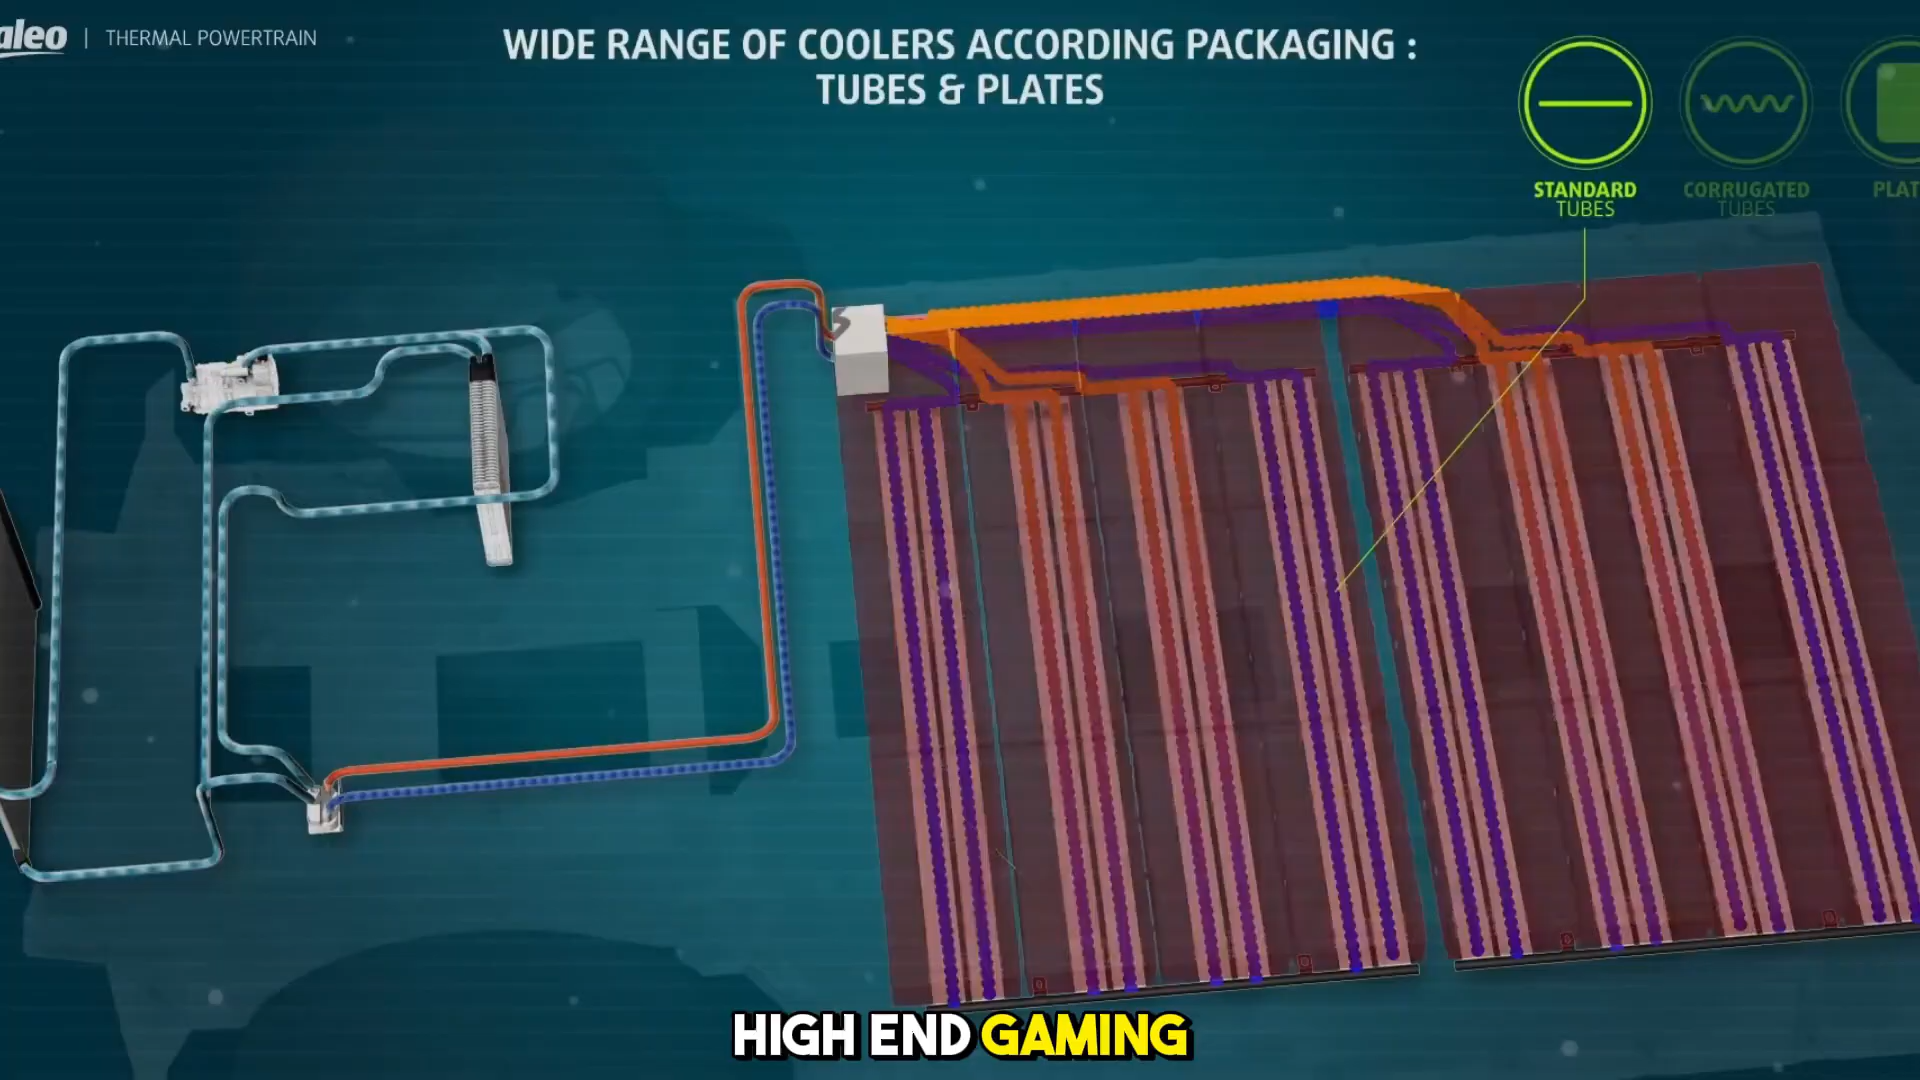 aleo | THERMAL POWERTRAIN
WIDE RANGE OF COOLERS ACCORDING PACKAGING :
TUBES & PLATES
STANDARD
TUBES
CORRUGATED
TUBES
PLAT
HIGH END GAMING